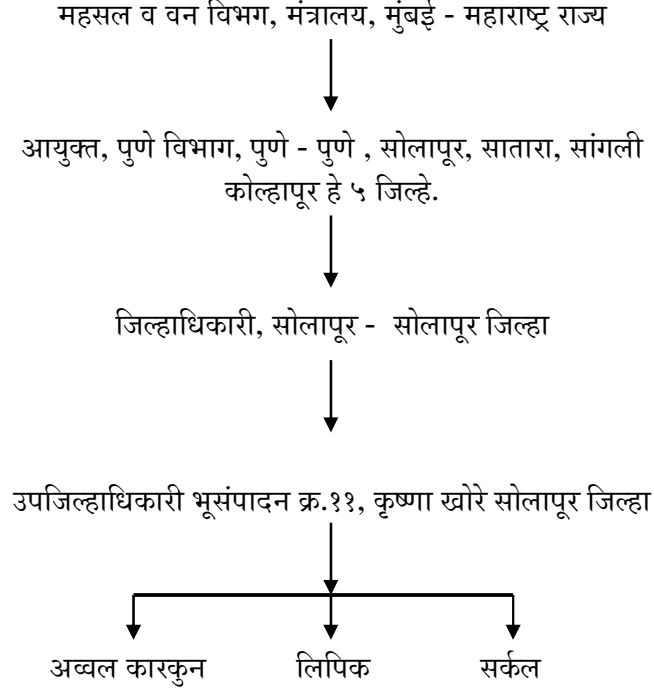 महसल व वन विभग, मंत्रालय, मुंबई - महाराष्ट्र राज्य
आयुक्त, पुणे विभाग, पुणे - पुणे , सोलापूर, सातारा, सांगली
कोल्हापूर हे ५ जिल्हे.
जिल्हाधिकारी, सोलापूर - सोलापूर जिल्हा
उपजिल्हाधिकारी भूसंपादन क्र.११, कृष्णा खोरे सोलापूर जिल्हा
अव्वल कारकुन लिपिक सर्कल